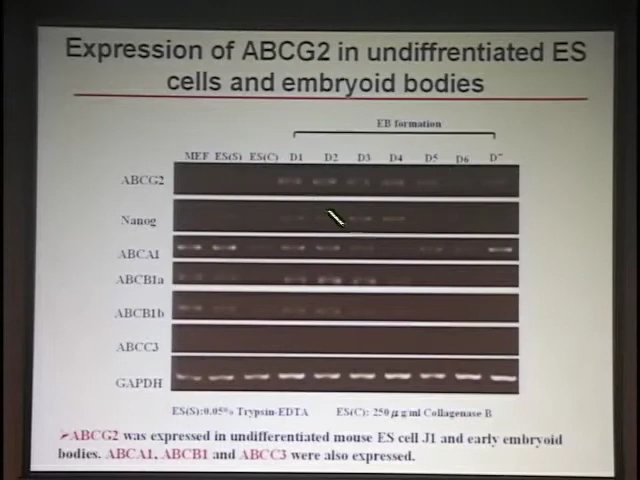 Expression of ABCG2 in undiffrentiated ES
cells and embryoid bodies
EB formation
MEF ES(S) ES(C) D1 D2 D3 D4 D5 D6 D7
ABCG2
Nanog
ABCA1
ABCB1a
ABCB1b
ABCC3
GAPDH
ES(S):0.05% Trypsin-EDTA ES(C): 250μg/ml Collagenase B
➢ABCG2 was expressed in undifferentiated mouse ES cell J1 and early embryoid
bodies. ABCA1, ABCB1 and ABCC3 were also expressed.